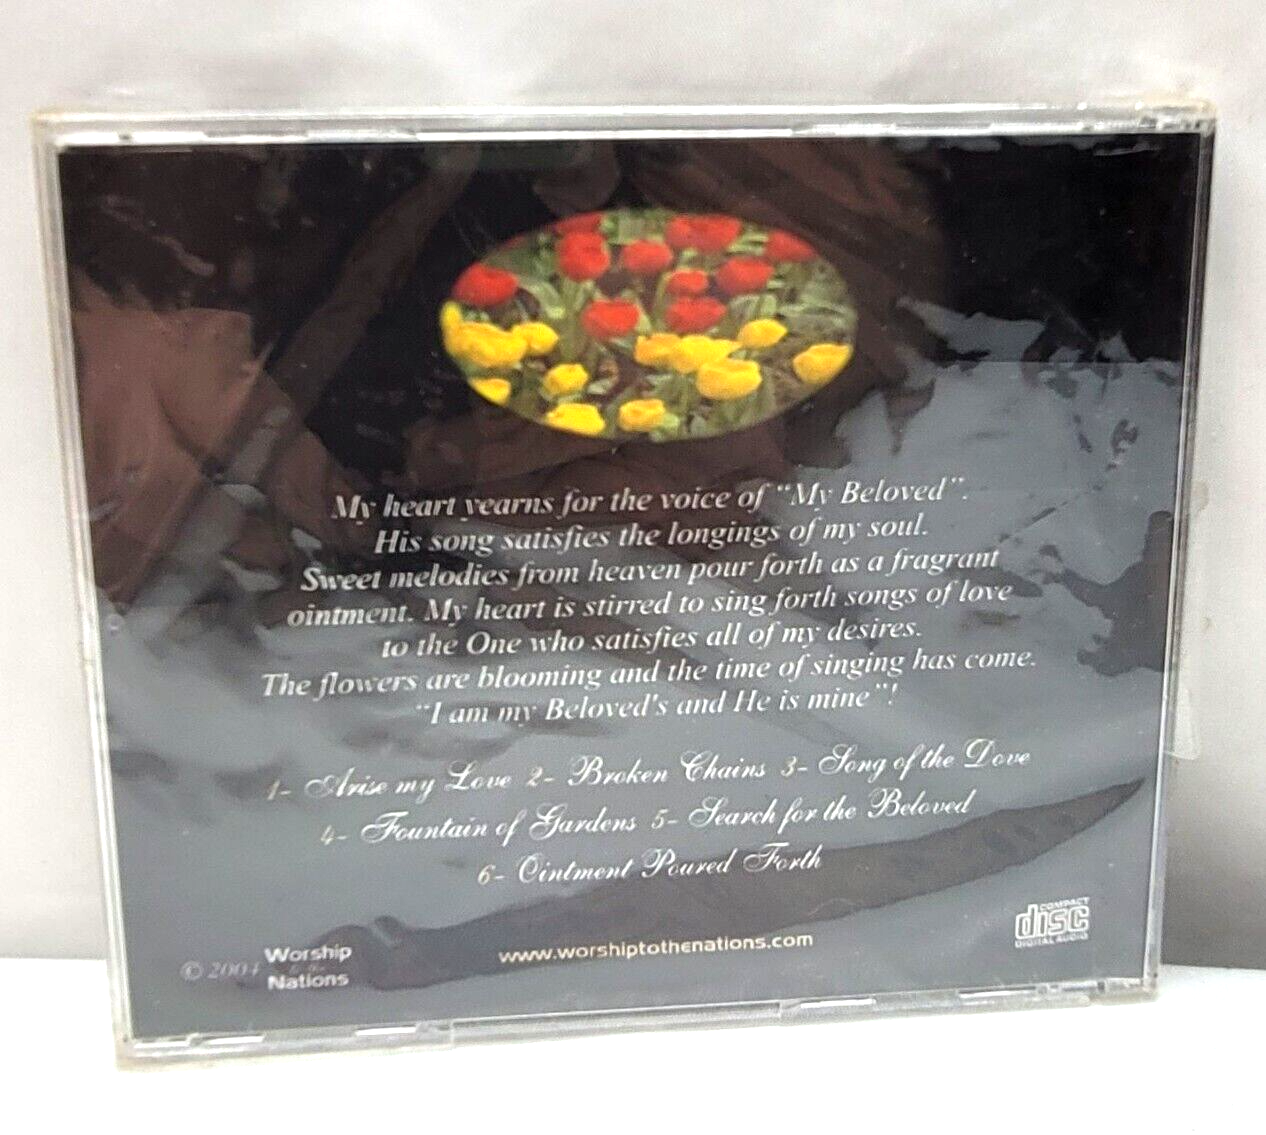 My heart yearns for the voice of "My Beloved".
His song satisfies the longings of my soul.
Sweet melodies from heaven pour forth as a fragrant
ointment. My heart is stirred to sing forth songs of love
to the One who satisfies all of my desires.
The flowers are blooming and the time of singing has come.
"I am my Beloved's and He is mine"!
1- Arise my Love 2- Broken Chains 3- Song of the Dove
4- Fountain of Gardens 5- Search for the Beloved
6- Ointment Poured Forth
© 2004 Worship
Nations
www.worshiptothenations.com
COMPACT
disc
DIGITAL AUDIO